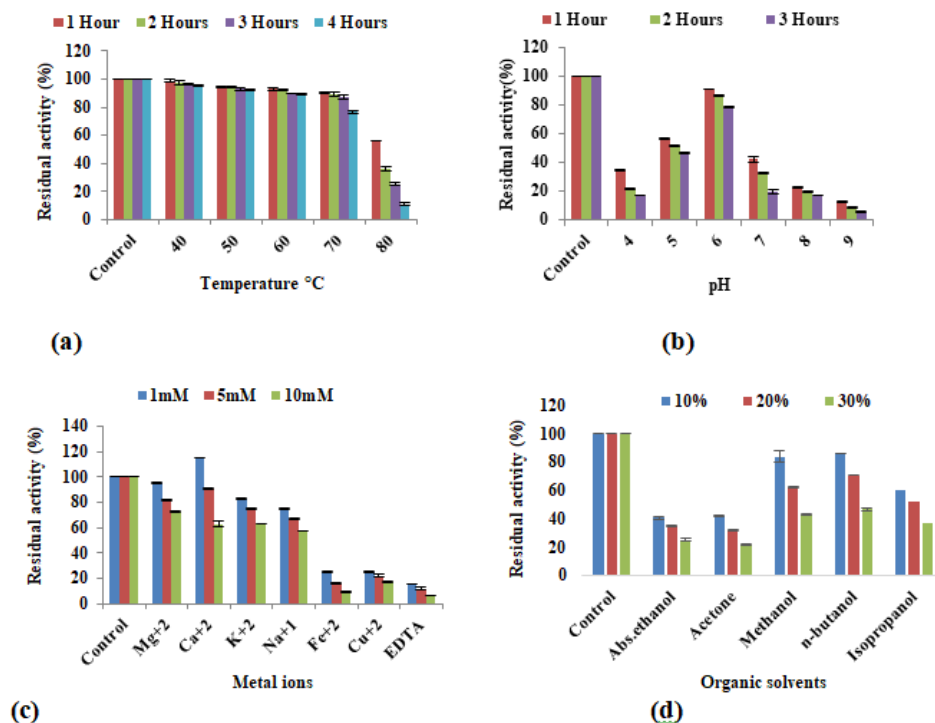 1 Hour 2 Hours 3 Hours 4 Hours
120
100
80
60
40
20
0
Residual activity (%)
Control 40 50 60 70 80
Temperature °C
(a)
1 Hour 2 Hours 3 Hours
120
100
80
60
40
20
0
Residual activity(%)
Control 4 5 6 7 8 9
pH
(b)
1mM 5mM 10mM
140
120
100
80
60
40
20
0
Residual activity (%)
Control Mg+2 Ca+2 K+2 Na+1 Fe+2 Cu+2 EDTA
Metal ions
(c)
10% 20% 30%
120
100
80
60
40
20
0
Residual activity (%)
Control Abs.ethanol Acetone Methanol n-butanol Isopropanol
Organic solvents
(d)